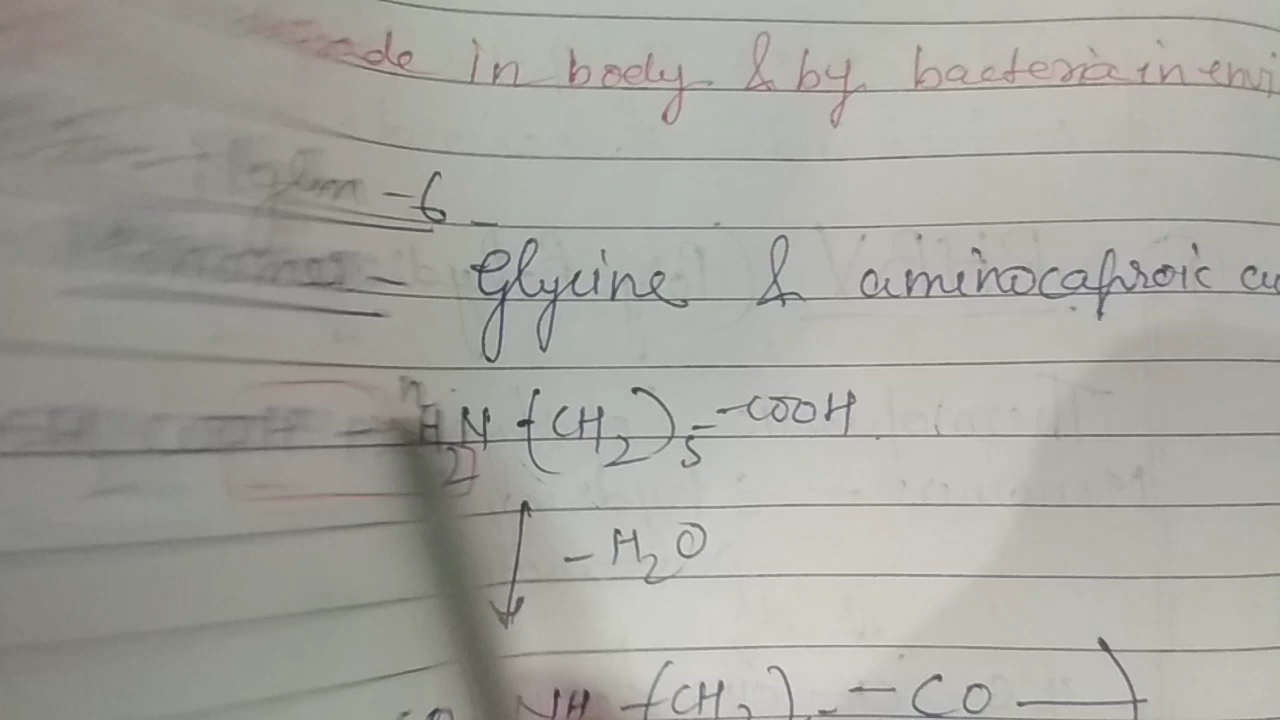 in body & by bacteria in envi
-6
- Glycine & aminocaproic
n H2N-(CH2)5-COOH
- H2O
NH-(CH2) - CO